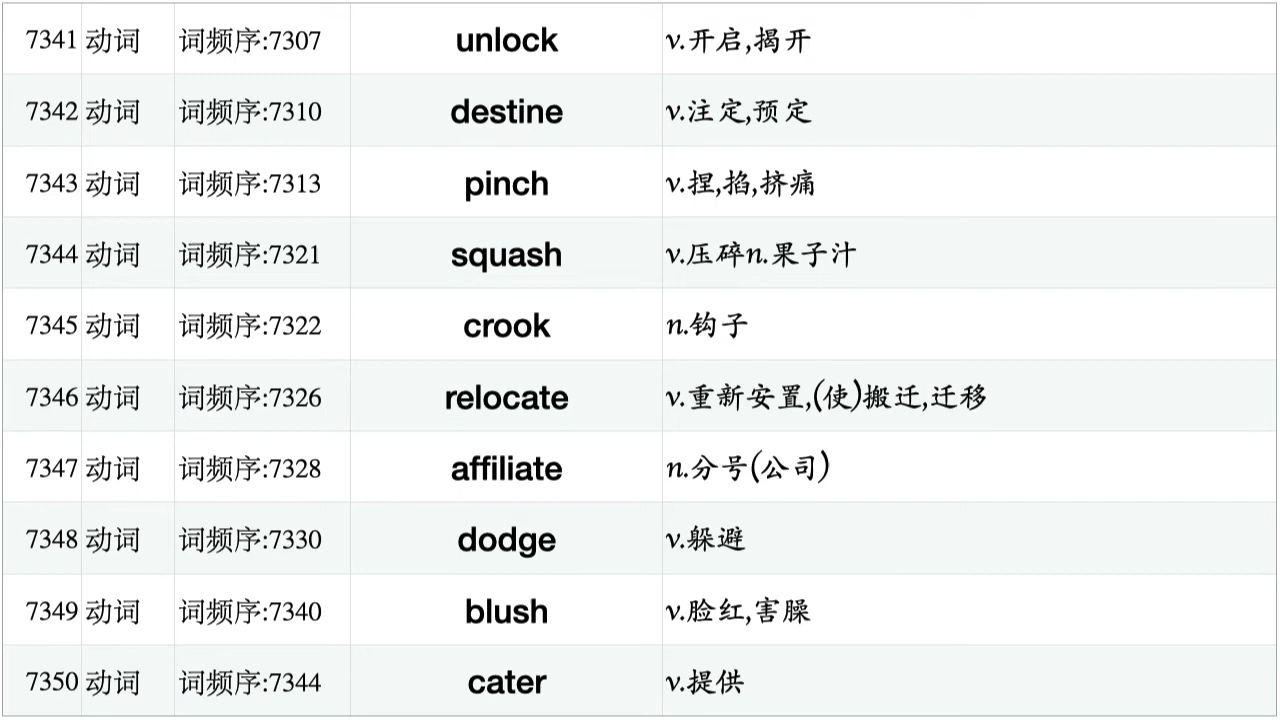 7341 动词 词频序:7307 unlock v.开启,揭开
7342 动词 词频序:7310 destine v.注定,预定
7343 动词 词频序:7313 pinch v.捏,掐,挤痛
7344 动词 词频序:7321 squash v.压碎n.果子汁
7345 动词 词频序:7322 crook n.钩子
7346 动词 词频序:7326 relocate v.重新安置,(使)搬迁,迁移
7347 动词 词频序:7328 affiliate n.分号(公司)
7348 动词 词频序:7330 dodge v.躲避
7349 动词 词频序:7340 blush v.脸红,害臊
7350 动词 词频序:7344 cater v.提供